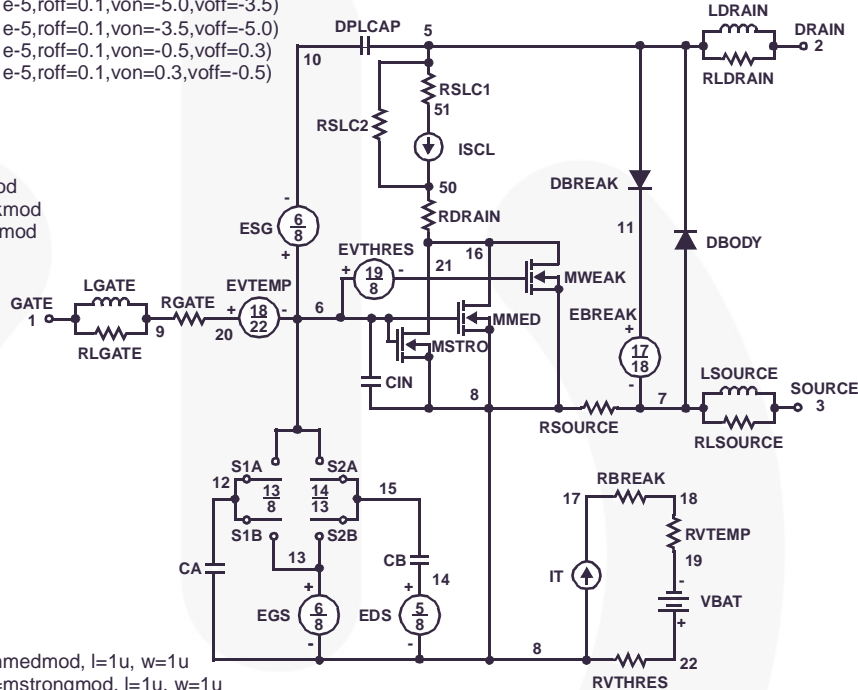 e-5,roff=0.1,von=-5.0,voff=-3.5)
e-5,roff=0.1,von=-3.5,voff=-5.0)
e-5,roff=0.1,von=-0.5,voff=0.3)
e-5,roff=0.1,von=0.3,voff=-0.5)
LDRAIN
DPLCAP 5 DRAIN
10 2
RLDRAIN
RSLC1
51
RSLC2
ISCL
od
kmod
mod
50
DBREAK
RDRAIN
11
ESG 6
8
- +
DBODY
EVTHRES 16
+ 19 - 21
8
MWEAK
LGATE EVTEMP
GATE RGATE + 18 - 6 EBREAK
1 22 MMED +
9 20 MSTRO 17
RLGATE 18
CIN -
LSOURCE
8 7 SOURCE
3
RSOURCE
RLSOURCE
S1A S2A
12 13 14 15
8 13
S1B S2B
RBREAK
17 18
RVTEMP
13 CB
CA 14 IT 19
+ + -
VBAT
EGS 6 EDS 5
8 8 +
- - 8 22
RVTHRES
medmod, l=1u, w=1u
=mstrongmod, l=1u, w=1u